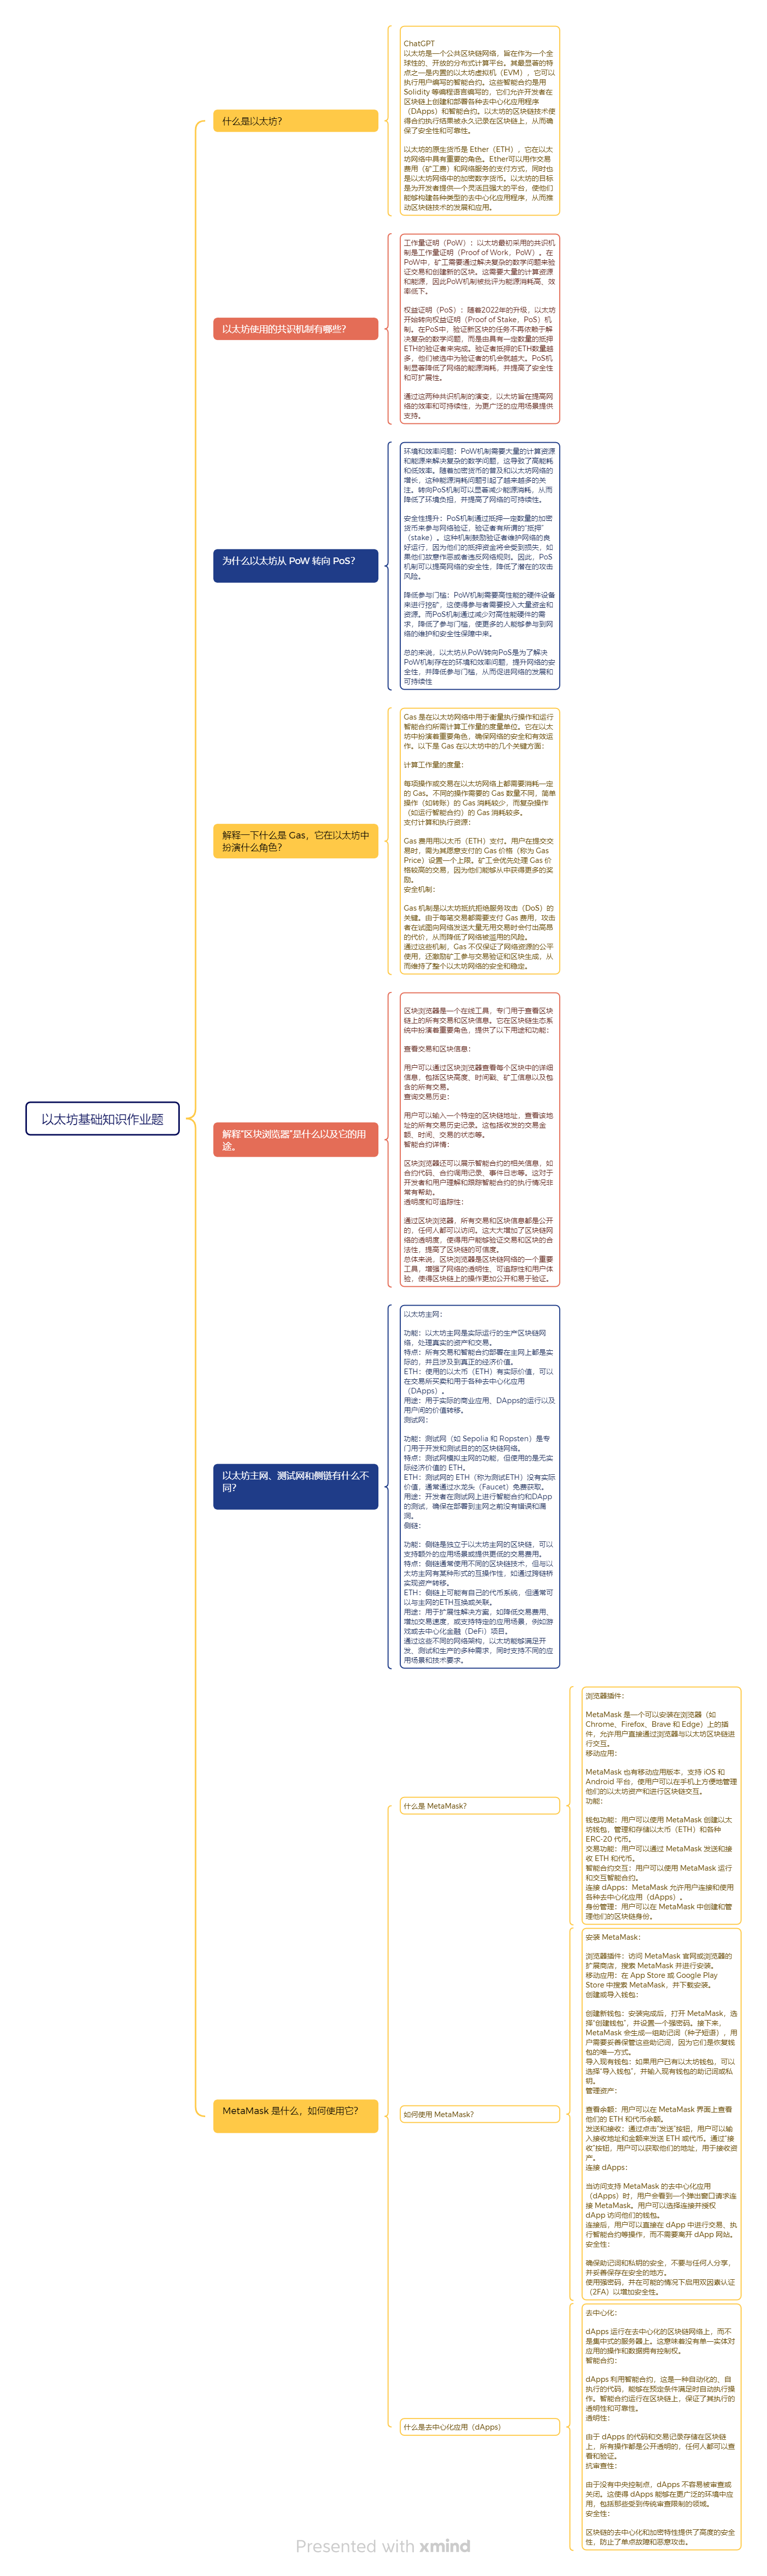 以太坊基础知识作业题
什么是以太坊?
ChatGPT
以太坊是一个公共区块链网络，旨在作为一个全
球性的、开放的分布式计算平台。其最显著的特
点之一是内置的以太坊虚拟机（EVM），它可以
执行用户编写的智能合约。这些智能合约是用
Solidity 等编程语言编写的，它们允许开发者在
区块链上创建和部署各种去中心化应用程序
（DApps）和智能合约。以太坊的区块链技术使
得合约执行结果被永久记录在区块链上，从而确
保了安全性和可靠性。
以太坊的原生货币是 Ether（ETH），它在以太
坊网络中具有重要的角色。Ether可以用作交易
费用（矿工费）和网络服务的支付方式，同时也
是以太坊网络中的加密数字货币。以太坊的目标
是为开发者提供一个灵活且强大的平台，使他们
能够构建各种类型的去中心化应用程序，从而推
动区块链技术的发展和应用。
以太坊使用的共识机制有哪些?
工作量证明（PoW）：以太坊最初采用的共识机
制是工作量证明（Proof of Work，PoW）。在
PoW中，矿工需要通过解决复杂的数学问题来验
证交易和创建新的区块。这需要大量的计算资源
和能源，因此PoW机制被批评为能源消耗高、效
率低下。
权益证明（PoS）：随着2022年的升级，以太坊
开始转向权益证明（Proof of Stake，PoS）机
制。在PoS中，验证新区块的任务不再依赖于解
决复杂的数学问题，而是由具有一定数量的抵押
ETH的验证者来完成。验证者抵押的ETH数量越
多，他们被选中为验证者的机会就越大。PoS机
制显著降低了网络的能源消耗，并提高了安全性
和可扩展性。
通过这两种共识机制的演变，以太坊旨在提高网
络的效率和可持续性，为更广泛的应用场景提供
支持。
为什么以太坊从 PoW 转向 PoS?
环境和效率问题：PoW机制需要大量的计算资源
和能源来解决复杂的数学问题，这导致了高能耗
和低效率。随着加密货币的普及和以太坊网络的
增长，这种能源消耗问题引起了越来越多的关
注。转向PoS机制可以显著减少能源消耗，从而
降低了环境负担，并提高了网络的可持续性。
安全性提升：PoS机制通过抵押一定数量的加密
货币来参与网络验证，验证者有所谓的"抵押"
（stake）。这种机制鼓励验证者维护网络的良
好运行，因为他们的抵押资金将会受到损失，如
果他们故意作恶或者违反网络规则。因此，PoS
机制可以提高网络的安全性，降低了潜在的攻击
风险。
降低参与门槛：PoW机制需要高性能的硬件设备
来进行挖矿，这使得参与者需要投入大量资金和
资源。而PoS机制通过减少对高性能硬件的需
求，降低了参与门槛，使更多的人能够参与到网
络的维护和安全性保障中来。
总的来说，以太坊从PoW转向PoS是为了解决
PoW机制存在的环境和效率问题，提升网络的安
全性，并降低参与门槛，从而促进网络的发展和
可持续性
解释一下什么是 Gas，它在以太坊中
扮演什么角色?
Gas 是在以太坊网络中用于衡量执行操作和运行
智能合约所需计算工作量的度量单位。它在以太
坊中扮演着重要角色，确保网络的安全和有效运
作。以下是 Gas 在以太坊中的几个关键方面：
计算工作量的度量：
每项操作或交易在以太坊网络上都需要消耗一定
的 Gas。不同的操作需要的 Gas 数量不同，简单
操作（如转账）的 Gas 消耗较少，而复杂操作
（如运行智能合约）的 Gas 消耗较多。
支付计算和执行资源：
Gas 费用用以太币（ETH）支付。用户在提交交
易时，需为其愿意支付的 Gas 价格（称为 Gas
Price）设置一个上限。矿工会优先处理 Gas 价
格较高的交易，因为他们能够从中获得更多的奖
励。
安全机制：
Gas 机制是以太坊抵抗拒绝服务攻击（DoS）的
关键。由于每笔交易都需要支付 Gas 费用，攻击
者在试图向网络发送大量无用交易时会付出高昂
的代价，从而降低了网络被滥用的风险。
通过这些机制，Gas 不仅保证了网络资源的公平
使用，还激励矿工参与交易验证和区块生成，从
而维持了整个以太坊网络的安全和稳定。
解释"区块浏览器"是什么以及它的用
途。
区块浏览器是一个在线工具，专门用于查看区块
链上的所有交易和区块信息。它在区块链生态系
统中扮演着重要角色，提供了以下用途和功能：
查看交易和区块信息：
用户可以通过区块浏览器查看每个区块中的详细
信息，包括区块高度、时间戳、矿工信息以及包
含的所有交易。
查询交易历史：
用户可以输入一个特定的区块链地址，查看该地
址的所有交易历史记录。这包括收发的交易金
额、时间、交易的状态等。
智能合约详情：
区块浏览器还可以展示智能合约的相关信息，如
合约代码、合约调用记录、事件日志等。这对于
开发者和用户理解和跟踪智能合约的执行情况非
常有帮助。
透明度和可追踪性：
通过区块浏览器，所有交易和区块信息都是公开
的，任何人都可以访问。这大大增加了区块链网
络的透明度，使得用户能够验证交易和区块的合
法性，提高了区块链的可信度。
总体来说，区块浏览器是区块链网络的一个重要
工具，增强了网络的透明性、可追踪性和用户体
验，使得区块链上的操作更加公开和易于验证。
以太坊主网、测试网和侧链有什么不
同?
以太坊主网：
功能：以太坊主网是实际运行的生产区块链网
络，处理真实的资产和交易。
特点：所有交易和智能合约部署在主网上都是实
际的，并且涉及到真正的经济价值。
ETH：使用的以太币（ETH）有实际价值，可以
在交易所买卖和用于各种去中心化应用
（DApps）。
用途：用于实际的商业应用、DApps的运行以及
用户间的价值转移。
测试网：
功能：测试网（如 Sepolia 和 Ropsten）是专
门用于开发和测试目的的区块链网络。
特点：测试网模拟主网的功能，但使用的是无实
际经济价值的 ETH。
ETH：测试网的 ETH（称为测试ETH）没有实际
价值，通常通过水龙头（Faucet）免费获取。
用途：开发者在测试网上进行智能合约和DApp
的测试，确保在部署到主网之前没有错误和漏
洞。
侧链：
功能：侧链是独立于以太坊主网的区块链，可以
支持额外的应用场景或提供更低的交易费用。
特点：侧链通常使用不同的区块链技术，但与以
太坊主网有某种形式的互操作性，如通过跨链桥
实现资产转移。
ETH：侧链上可能有自己的代币系统，但通常可
以与主网的ETH互换或关联。
用途：用于扩展性解决方案，如降低交易费用、
增加交易速度，或支持特定的应用场景，例如游
戏或去中心化金融（DeFi）项目。
通过这些不同的网络架构，以太坊能够满足开
发、测试和生产的多种需求，同时支持不同的应
用场景和技术要求。
MetaMask 是什么，如何使用它?
什么是 MetaMask?
浏览器插件：
MetaMask 是一个可以安装在浏览器（如
Chrome、Firefox、Brave 和 Edge）上的插
件，允许用户直接通过浏览器与以太坊区块链进
行交互。
移动应用：
MetaMask 也有移动应用版本，支持 iOS 和
Android 平台，使用户可以在手机上方便地管理
他们的以太坊资产和进行区块链交互。
功能：
钱包功能：用户可以使用 MetaMask 创建以太
坊钱包，管理和存储以太币（ETH）和各种
ERC-20 代币。
交易功能：用户可以通过 MetaMask 发送和接
收 ETH 和代币。
智能合约交互：用户可以使用 MetaMask 运行
和交互智能合约。
连接 dApps：MetaMask 允许用户连接和使用
各种去中心化应用（dApps）。
身份管理：用户可以在 MetaMask 中创建和管
理他们的区块链身份。
如何使用 MetaMask?
安装 MetaMask：
浏览器插件：访问 MetaMask 官网或浏览器的
扩展商店，搜索 MetaMask 并进行安装。
移动应用：在 App Store 或 Google Play
Store 中搜索 MetaMask，并下载安装。
创建或导入钱包：
创建新钱包：安装完成后，打开 MetaMask，选
择"创建钱包"，并设置一个强密码。接下来，
MetaMask 会生成一组助记词（种子短语），用
户需要妥善保管这些助记词，因为它们是恢复钱
包的唯一方式。
导入现有钱包：如果用户已有以太坊钱包，可以
选择"导入钱包"，并输入现有钱包的助记词或私
钥。
管理资产：
查看余额：用户可以在 MetaMask 界面上查看
他们的 ETH 和代币余额。
发送和接收：通过点击"发送"按钮，用户可以输
入接收地址和金额来发送 ETH 或代币。通过"接
收"按钮，用户可以获取他们的地址，用于接收资
产。
连接 dApps：
当访问支持 MetaMask 的去中心化应用
（dApps）时，用户会看到一个弹出窗口请求连
接 MetaMask。用户可以选择连接并授权
dApp 访问他们的钱包。
连接后，用户可以直接在 dApp 中进行交易、执
行智能合约等操作，而不需要离开 dApp 网站。
安全性：
确保助记词和私钥的安全，不要与任何人分享，
并妥善保存在安全的地方。
使用强密码，并在可能的情况下启用双因素认证
（2FA）以增加安全性。
什么是去中心化应用（dApps）
去中心化：
dApps 运行在去中心化的区块链网络上，而不
是集中式的服务器上。这意味着没有单一实体对
应用的操作和数据拥有控制权。
智能合约：
dApps 利用智能合约，这是一种自动化的、自
执行的代码，能够在预定条件满足时自动执行操
作。智能合约运行在区块链上，保证了其执行的
透明性和可靠性。
透明性：
由于 dApps 的代码和交易记录存储在区块链
上，所有操作都是公开透明的，任何人都可以查
看和验证。
抗审查性：
由于没有中央控制点，dApps 不容易被审查或
关闭。这使得 dApps 能够在更广泛的环境中应
用，包括那些受到传统审查限制的领域。
安全性：
区块链的去中心化和加密特性提供了高度的安全
性，防止了单点故障和恶意攻击。
Presented with xmind